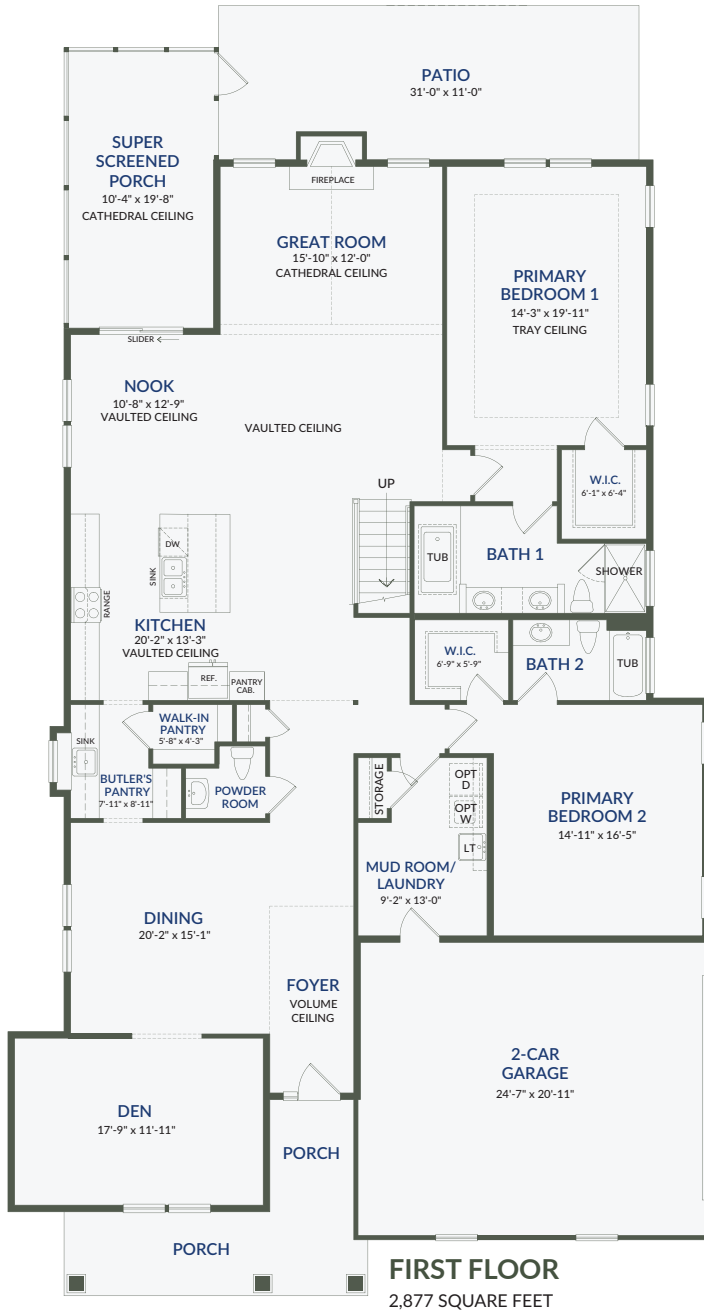 PATIO
31'-0" x 11'-0"
SUPER
SCREENED
PORCH
10'-4" x 19'-8"
CATHEDRAL CEILING
FIREPLACE
GREAT ROOM
15'-10" x 12'-0"
CATHEDRAL CEILING
PRIMARY
BEDROOM 1
14'-3" x 19'-11"
TRAY CEILING
SLIDER
NOOK
10'-8" x 12'-9"
VAULTED CEILING
VAULTED CEILING
UP
W.I.C.
6'-1" x 6'-4"
DW
SINK
TUB
BATH 1
SHOWER
RANGE
KITCHEN
20'-2" x 13'-3"
VAULTED CEILING
REF.
PANTRY
CAB.
W.I.C.
6'-9" x 5'-9"
BATH 2
TUB
SINK
WALK-IN
PANTRY
5'-8" x 4'-3"
BUTLER'S
PANTRY
7'-11" x 8'-11"
POWDER
ROOM
STORAGE
OPT
D
OPT
W
LT
PRIMARY
BEDROOM 2
14'-11" x 16'-5"
MUD ROOM/
LAUNDRY
9'-2" x 13'-0"
DINING
20'-2" x 15'-1"
FOYER
VOLUME
CEILING
2-CAR
GARAGE
24'-7" x 20'-11"
DEN
17'-9" x 11'-11"
PORCH
PORCH
FIRST FLOOR
2,877 SQUARE FEET